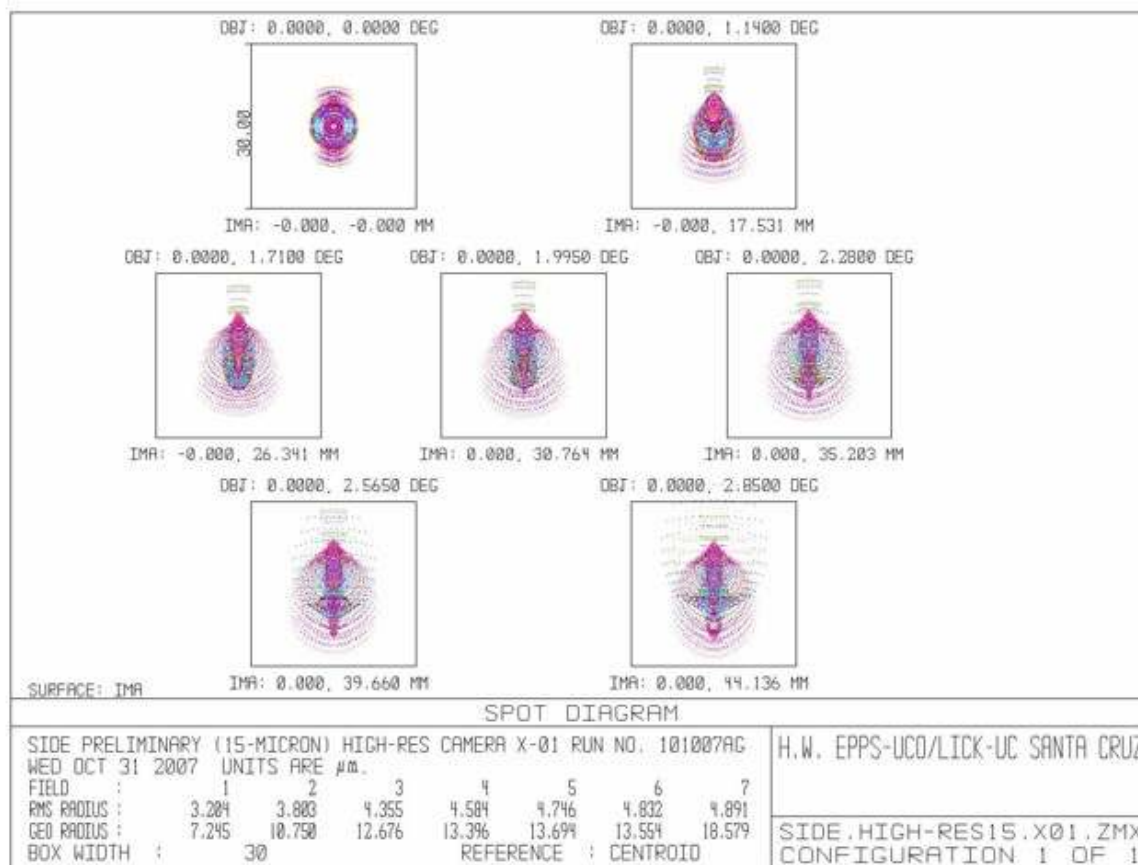 OBJ: 0.0000, 0.0000 DEG
OBJ: 0.0000, 1.1400 DEG
30.00
IMA: -0.000, -0.000 MM
IMA: -0.000, 17.531 MM
OBJ: 0.0000, 1.7100 DEG
OBJ: 0.0000, 1.9950 DEG
OBJ: 0.0000, 2.2800 DEG
IMA: -0.000, 26.341 MM
IMA: 0.000, 30.764 MM
IMA: 0.000, 35.203 MM
OBJ: 0.0000, 2.5650 DEG
OBJ: 0.0000, 2.8500 DEG
IMA: 0.000, 39.660 MM
IMA: 0.000, 44.136 MM
SURFACE: IMA
SPOT DIAGRAM
SIDE PRELIMINARY (15-MICRON) HIGH-RES CAMERA X-01 RUN NO. 101007AG
WED OCT 31 2007 UNITS ARE µm.
FIELD : 1 2 3 4 5 6 7
RMS RADIUS : 3.204 3.803 4.355 4.584 4.746 4.832 4.891
GEO RADIUS : 7.245 10.750 12.676 13.396 13.694 13.554 18.579
BOX WIDTH : 30 REFERENCE : CENTROID
H.W. EPPS-UCO/LICK-UC SANTA CRUZ
SIDE.HIGH-RES15.X01.ZMX
CONFIGURATION 1 OF 1